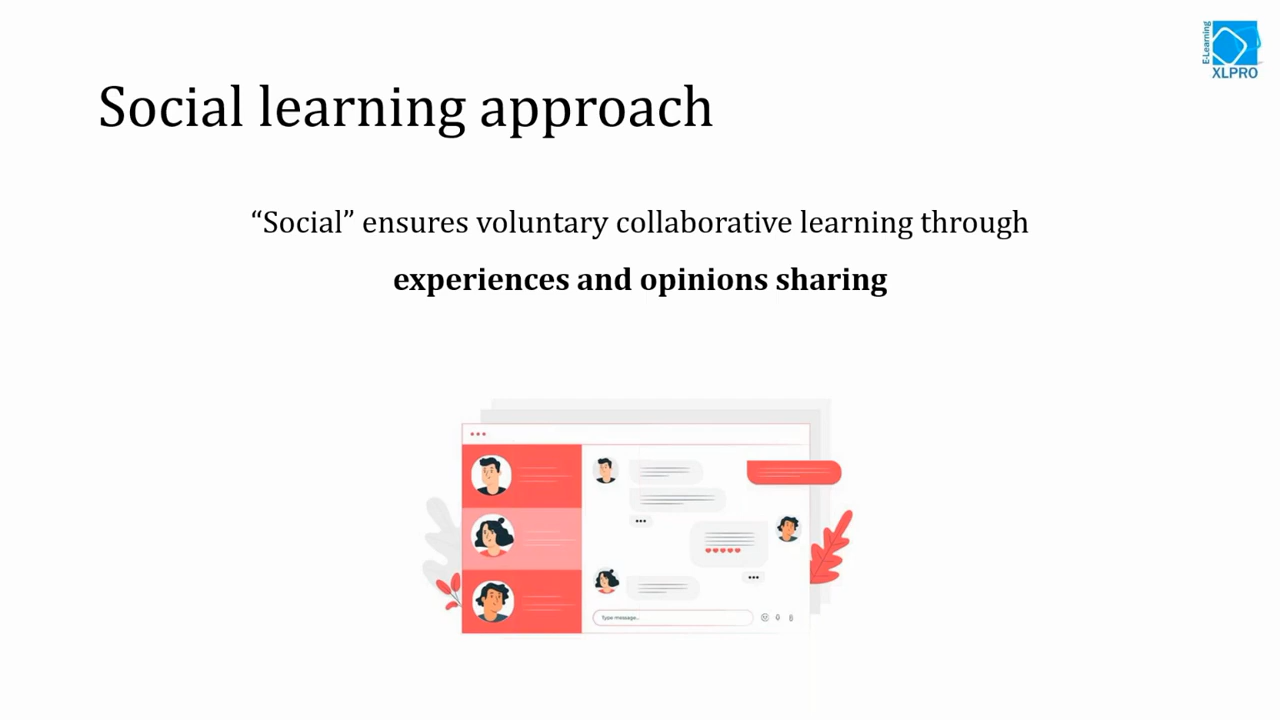 E-Learning
XLPRO
Social learning approach
“Social” ensures voluntary collaborative learning through
experiences and opinions sharing
Type message...